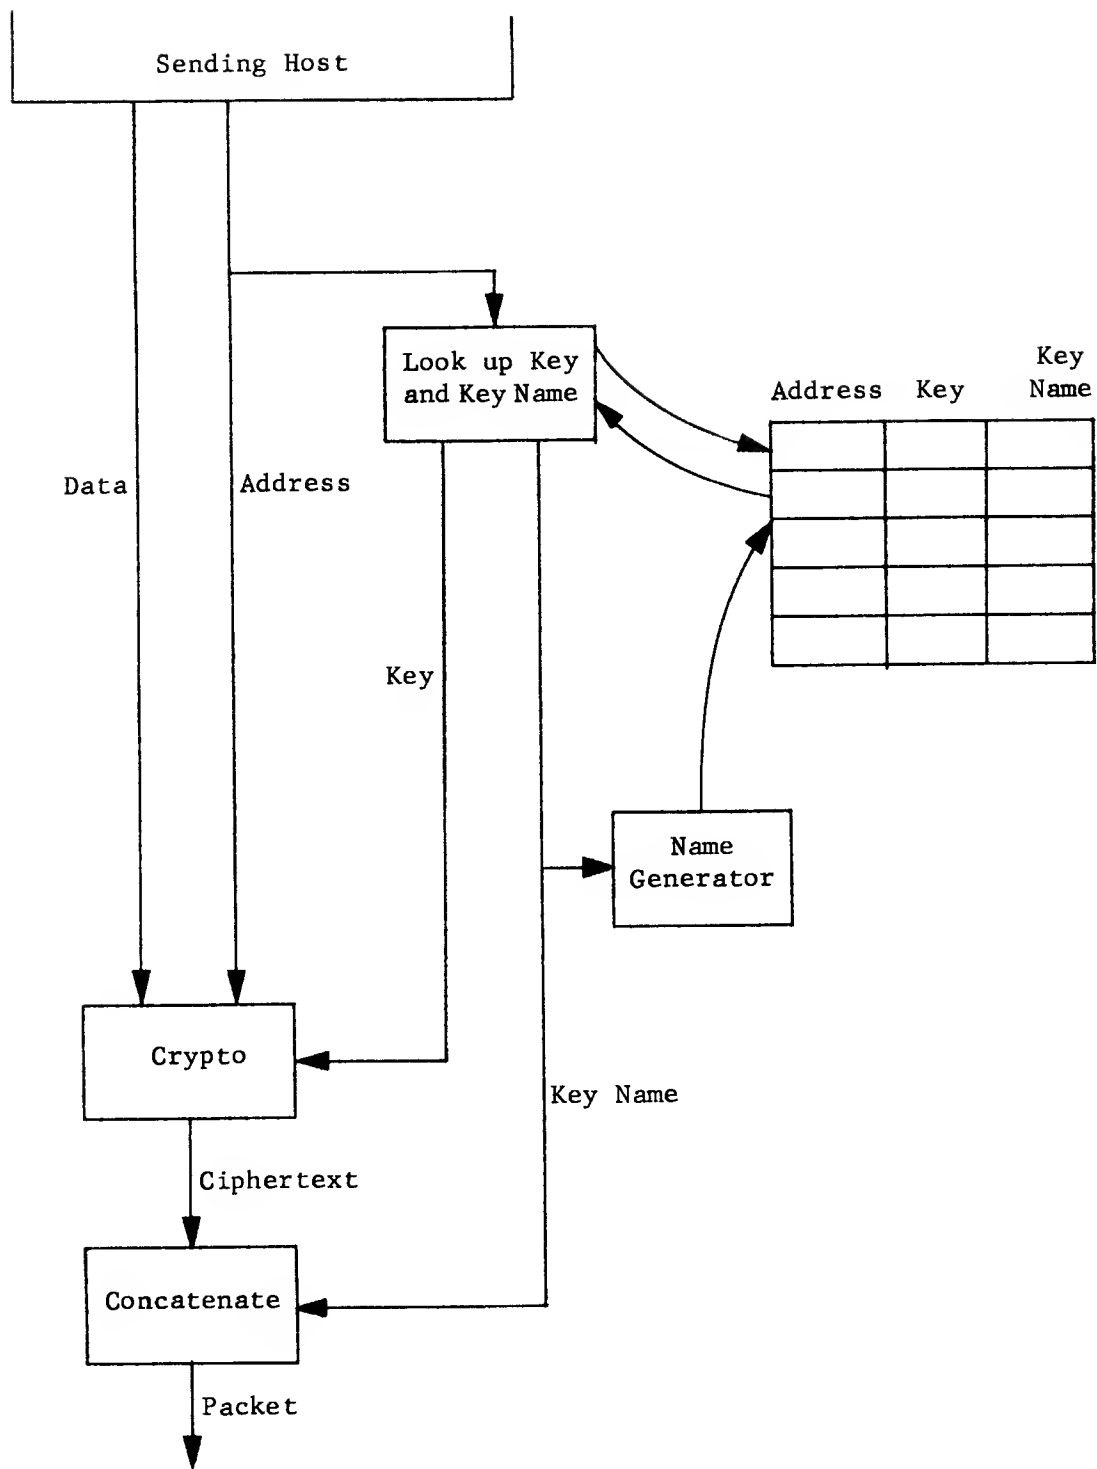 Sending Host
Look up Key
and Key Name
Key
Address Key Name
Data
Address
Key
Name
Generator
Crypto
Key Name
Ciphertext
Concatenate
Packet